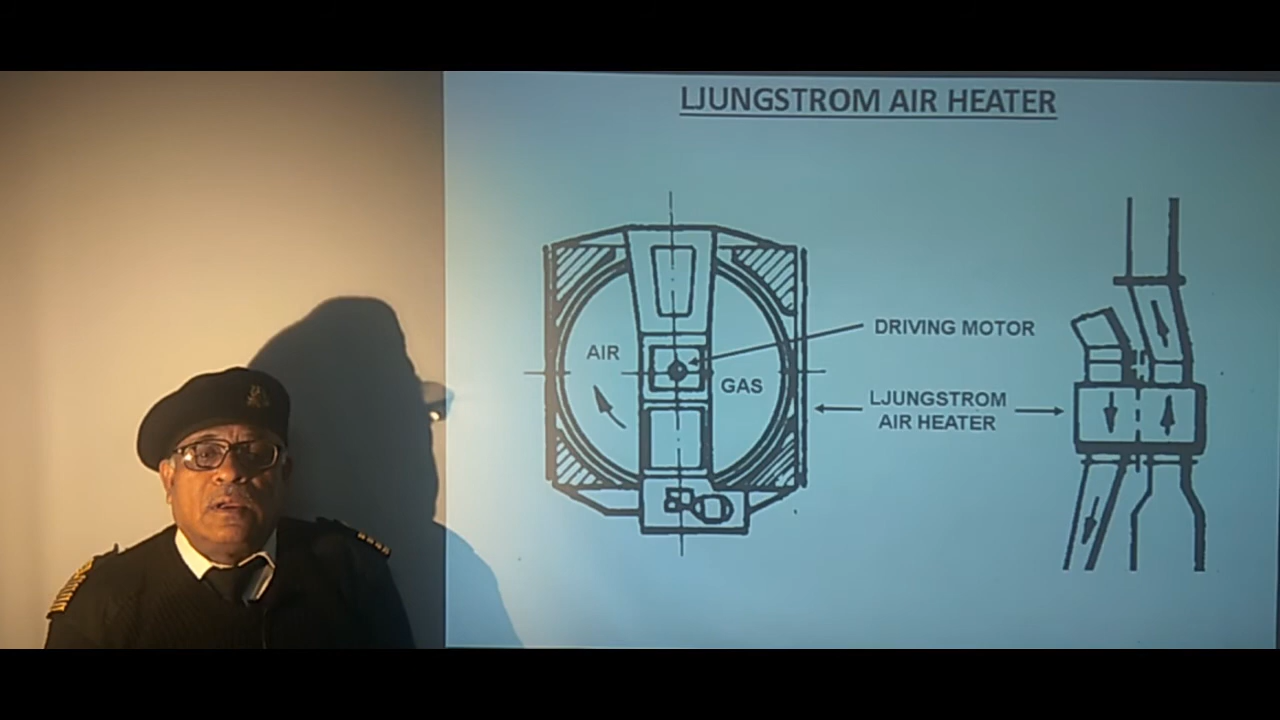 LJUNGSTROM AIR HEATER
AIR
GAS
DRIVING MOTOR
LJUNGSTROM
AIR HEATER